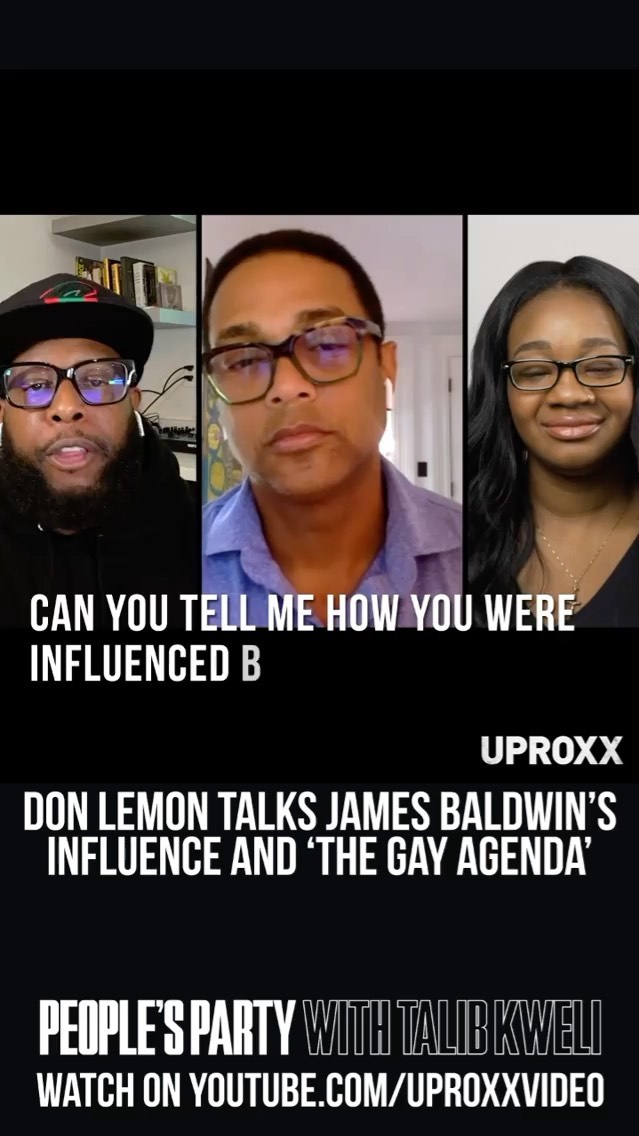 CAN YOU TELL ME HOW YOU WERE
INFLUENCED B
UPROXX
DON LEMON TALKS JAMES BALDWIN'S
INFLUENCE AND ‘THE GAY AGENDA’
PEOPLE'S PARTY WITH TALIB KWELI
WATCH ON YOUTUBE.COM/UPROXXVIDEO